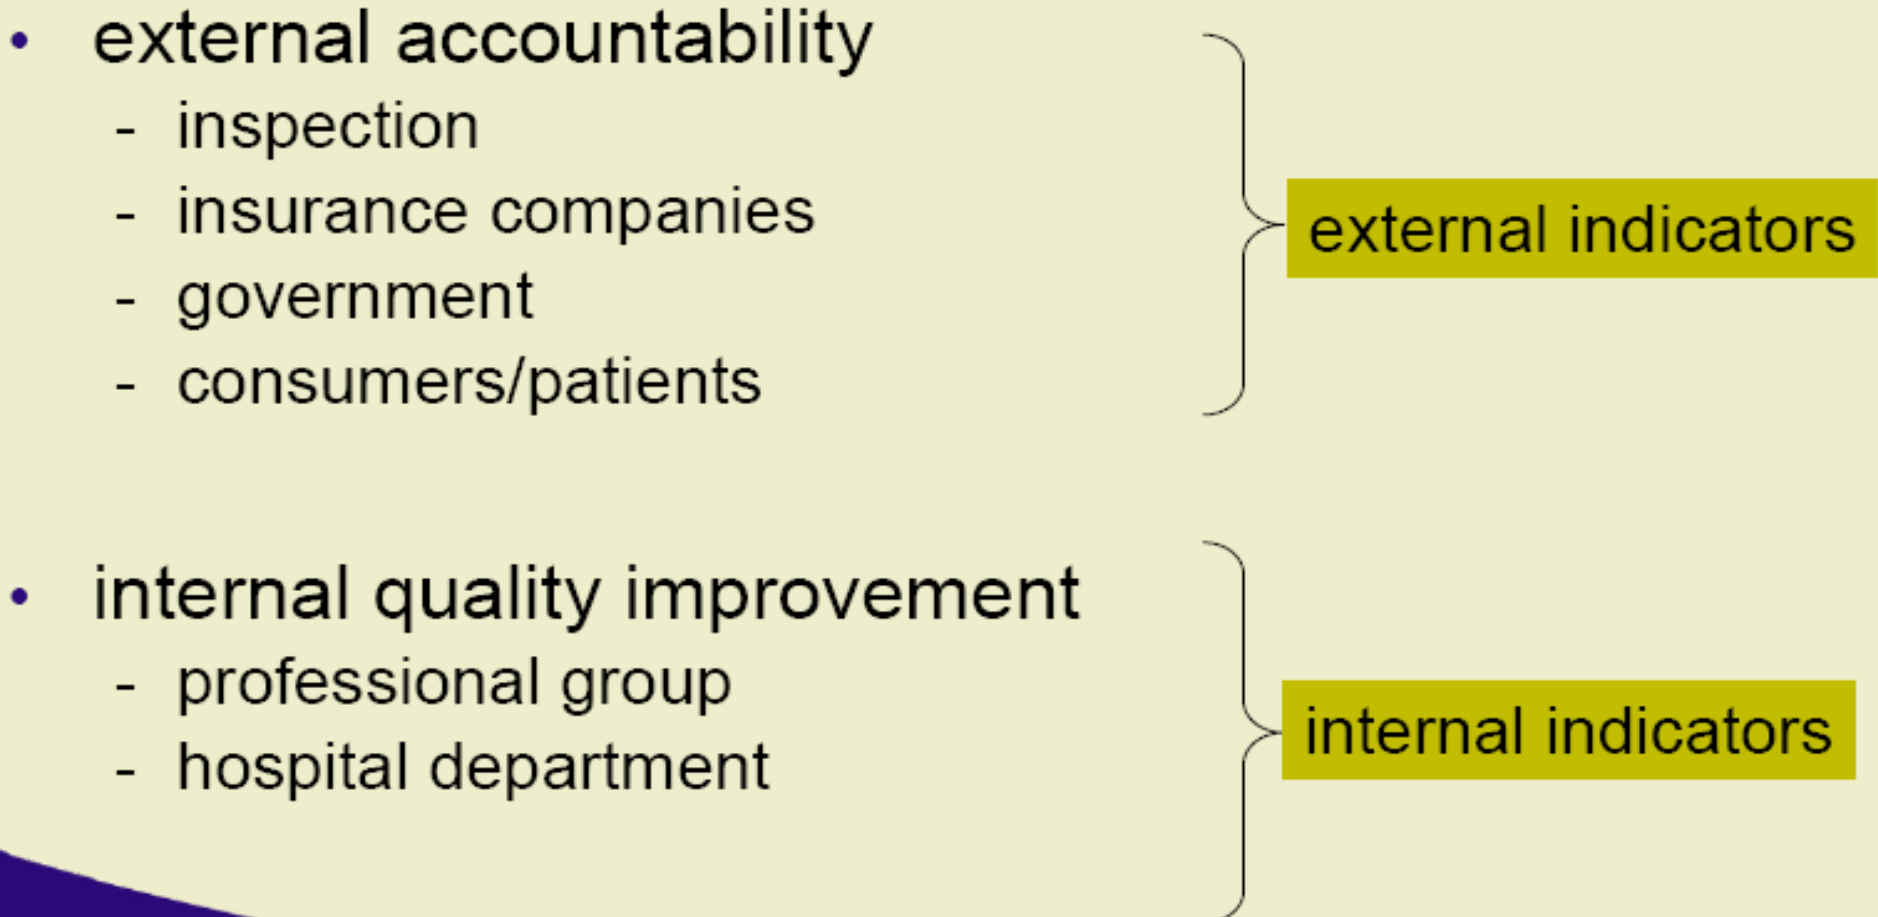 • external accountability
- inspection
- insurance companies
- government
- consumers/patients
external indicators
• internal quality improvement
- professional group
- hospital department
internal indicators